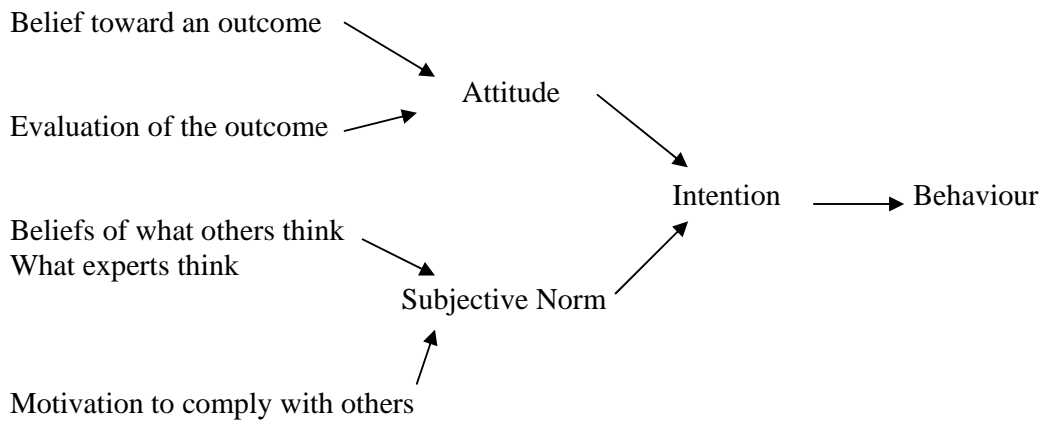 Belief toward an outcome
Attitude
Evaluation of the outcome
Intention
Behaviour
Beliefs of what others think
What experts think
Subjective Norm
Motivation to comply with others